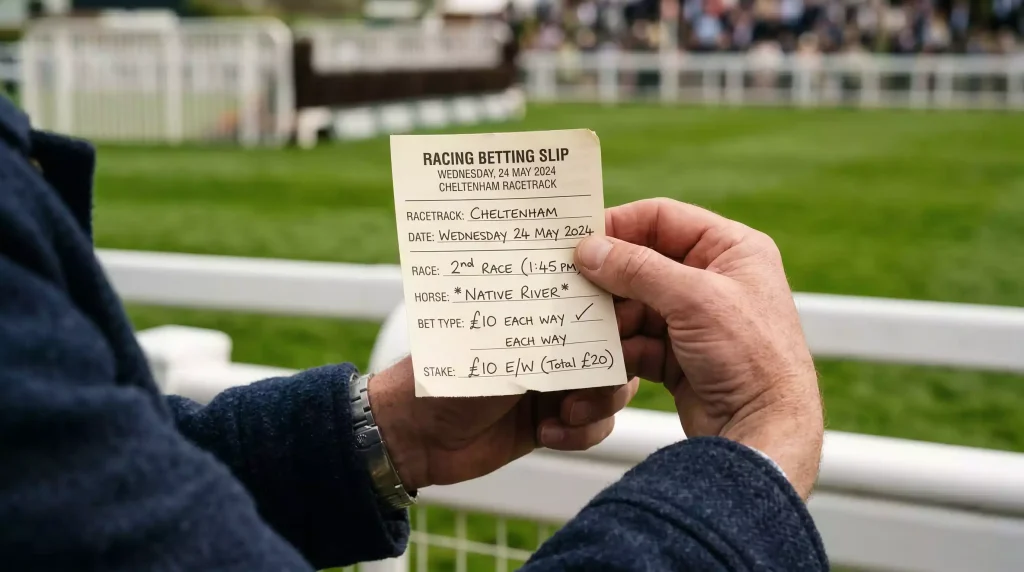 RACING BETTING SLIP
WEDNESDAY, 24 MAY 2024
CHELTENHAM RACETRACK
RACETRACK: CHELTENHAM
DATE: WEDNESDAY 24 MAY 2024
RACE: 2nd RACE (1:45 PM
HORSE: *NATIVE RIVER*
BET TYPE: £10 EACH WAY ✓
EACH WAY
STAKE: £10 E/W (Total £20)